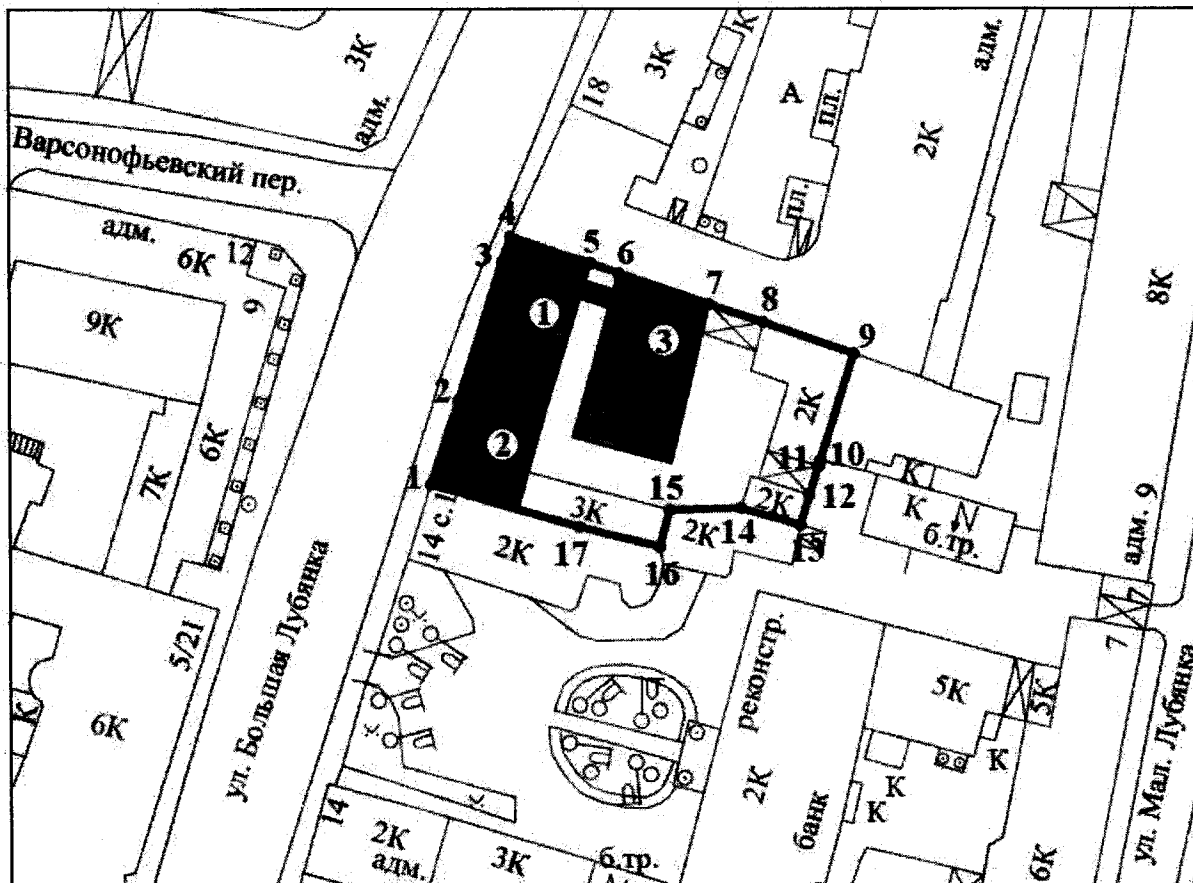 3К
К
3К
18
адм.
А
пл.
2К
адм.
Варсонофьевский пер.
пл.
адм.
6К
12
4
3
5
6
7
8
9
8К
9К
9
1
3
2
2К
6К
7К
1
2
11
10
12
К
К
б.тр.
адм. 9
15
14
2К
13
3К
2К
17
16
2К
14 с.1
5/21
6К
К
ул. Большая Лубянка
реконстр.
2К
банк
5К
5К
7
7
К
К
К
ул. Мал. Лубянка
6К
14
2К
адм.
3К
б.тр.